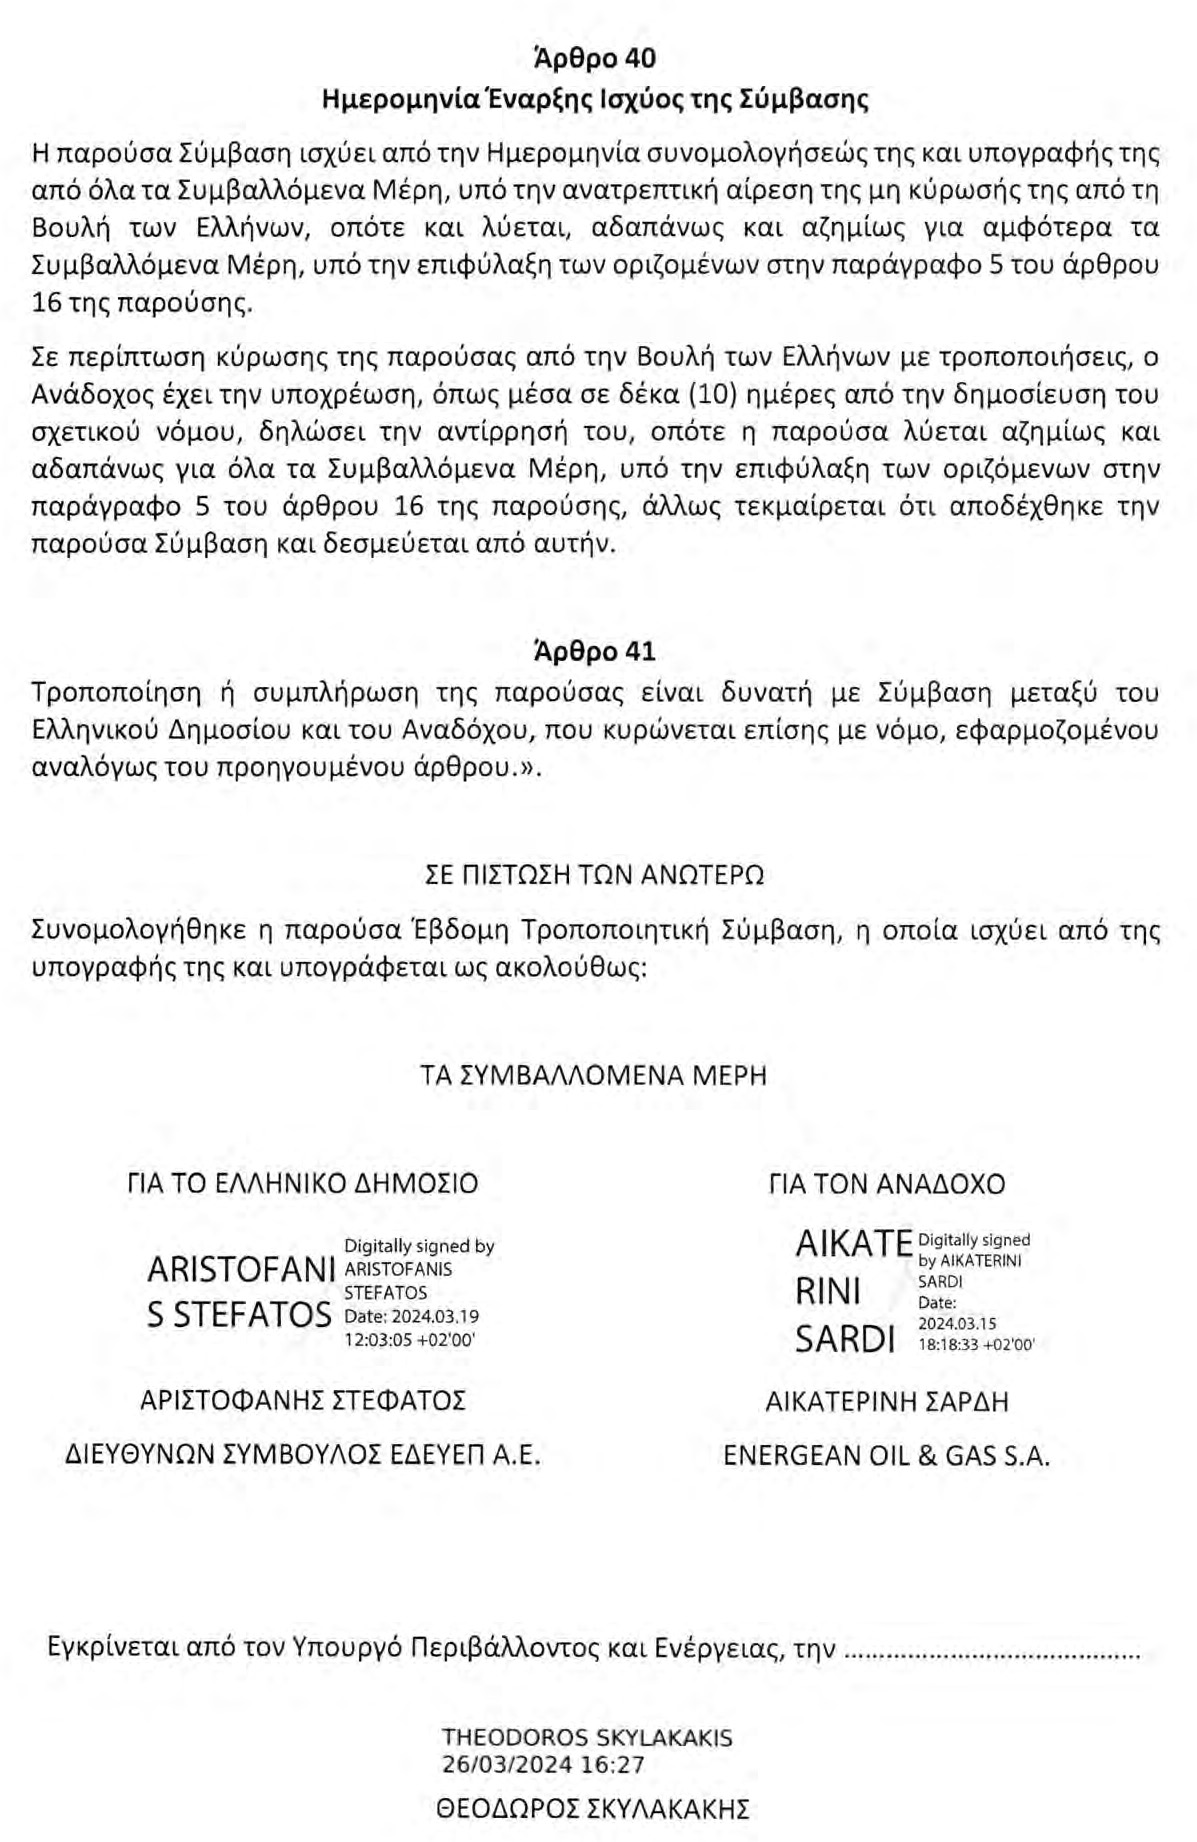 Άρθρο 40
Ημερομηνία Έναρξης Ισχύος της Σύμβασης
Η παρούσα Σύμβαση ισχύει από την Ημερομηνία συνομολογήσεώς της και υπογραφής της
από όλα τα Συμβαλλόμενα Μέρη, υπό την ανατρεπτική αίρεση της μη κύρωσής της από τη
Βουλή των Ελλήνων, οπότε και λύεται, αδαπάνως και αζημίως για αμφότερα τα
Συμβαλλόμενα Μέρη, υπό την επιφύλαξη των οριζομένων στην παράγραφο 5 του άρθρου
16 της παρούσης.
Σε περίπτωση κύρωσης της παρούσας από την Βουλή των Ελλήνων με τροποποιήσεις, ο
Ανάδοχος έχει την υποχρέωση, όπως μέσα σε δέκα (10) ημέρες από την δημοσίευση του
σχετικού νόμου, δηλώσει την αντίρρησή του, οπότε η παρούσα λύεται αζημίως και
αδαπάνως για όλα τα Συμβαλλόμενα Μέρη, υπό την επιφύλαξη των οριζόμενων στην
παράγραφο 5 του άρθρου 16 της παρούσης, άλλως τεκμαίρεται ότι αποδέχθηκε την
παρούσα Σύμβαση και δεσμεύεται από αυτήν.
Άρθρο 41
Τροποποίηση ή συμπλήρωση της παρούσας είναι δυνατή με Σύμβαση μεταξύ του
Ελληνικού Δημοσίου και του Αναδόχου, που κυρώνεται επίσης με νόμο, εφαρμοζομένου
αναλόγως του προηγουμένου άρθρου.».
ΣΕ ΠΙΣΤΩΣΗ ΤΩΝ ΑΝΩΤΕΡΩ
Συνομολογήθηκε η παρούσα Έβδομη Τροποποιητική Σύμβαση, η οποία ισχύει από της
υπογραφής της και υπογράφεται ως ακολούθως:
ΤΑ ΣΥΜΒΑΛΛΟΜΕΝΑ ΜΕΡΗ
ΓΙΑ ΤΟ ΕΛΛΗΝΙΚΟ ΔΗΜΟΣΙΟ
ARISTOFANI
S STEFATOS
Digitally signed by
ARISTOFANIS
STEFATOS
Date: 2024.03.19
12:03:05 +02'00'
ΑΡΙΣΤΟΦΑΝΗΣ ΣΤΕΦΑΤΟΣ
ΔΙΕΥΘΥΝΩΝ ΣΥΜΒΟΥΛΟΣ ΕΔΕΥΕΠ Α.Ε.
ΓΙΑ ΤΟΝ ΑΝΑΔΟΧΟ
AIKATE
RINI
SARDI
Digitally signed
by AIKATERINI
SARDI
Date:
2024.03.15
18:18:33 +02'00'
ΑΙΚΑΤΕΡΙΝΗ ΣΑΡΔΗ
ENERGEAN OIL & GAS S.A.
Εγκρίνεται από τον Υπουργό Περιβάλλοντος και Ενέργειας, την ..........................................
THEODOROS SKYLAKAKIS
26/03/2024 16:27
ΘΕΟΔΩΡΟΣ ΣΚΥΛΑΚΑΚΗΣ